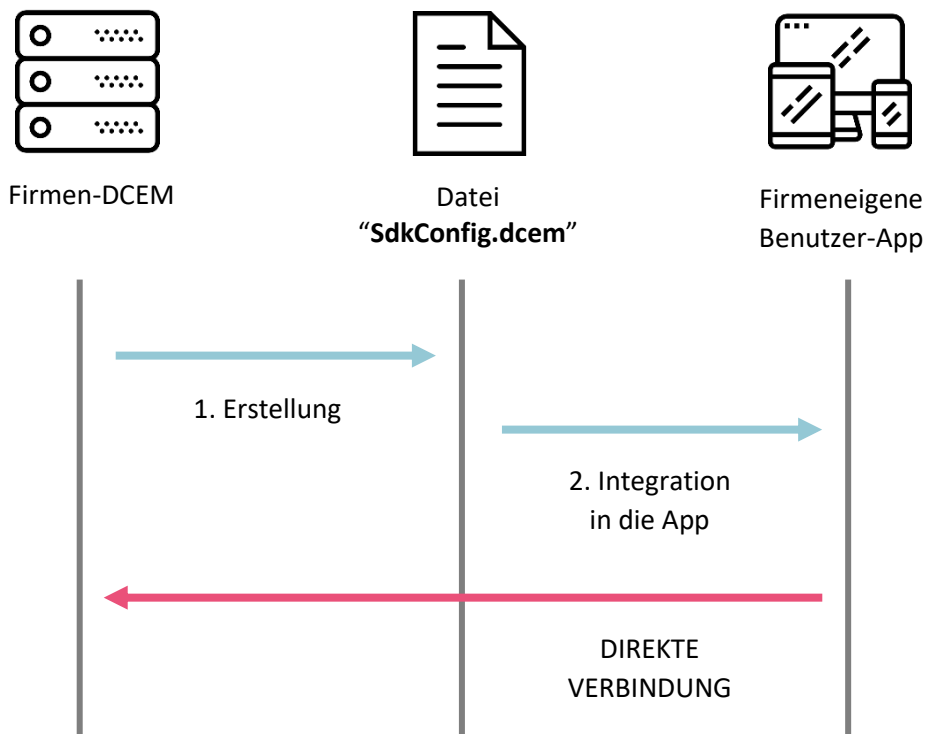 Firmen-DCEM
Datei
“SdkConfig.dcem”
Firmeneigene
Benutzer-App
1. Erstellung
2. Integration
in die App
DIREKTE
VERBINDUNG